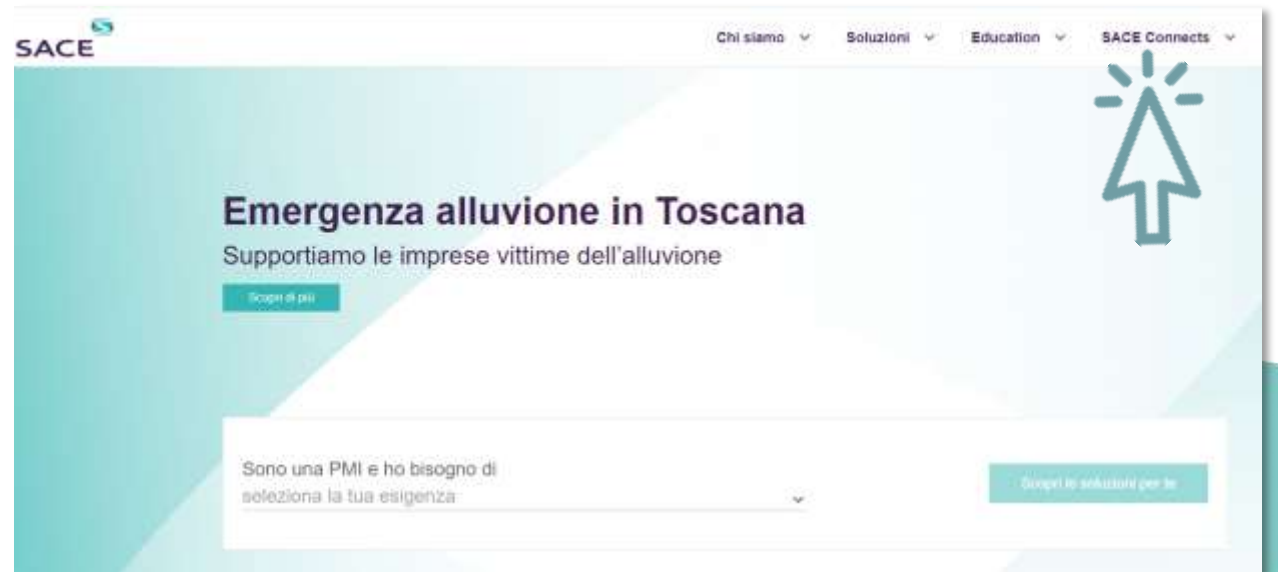 SACE
Chi siamo
Soluzioni
Education
SACE Connects
Emergenza alluvione in Toscana
Supportiamo le imprese vittime dell'alluvione
Scopri di più
Sono una PMI e ho bisogno di
seleziona la tua esigenza
Scopri le soluzioni per te